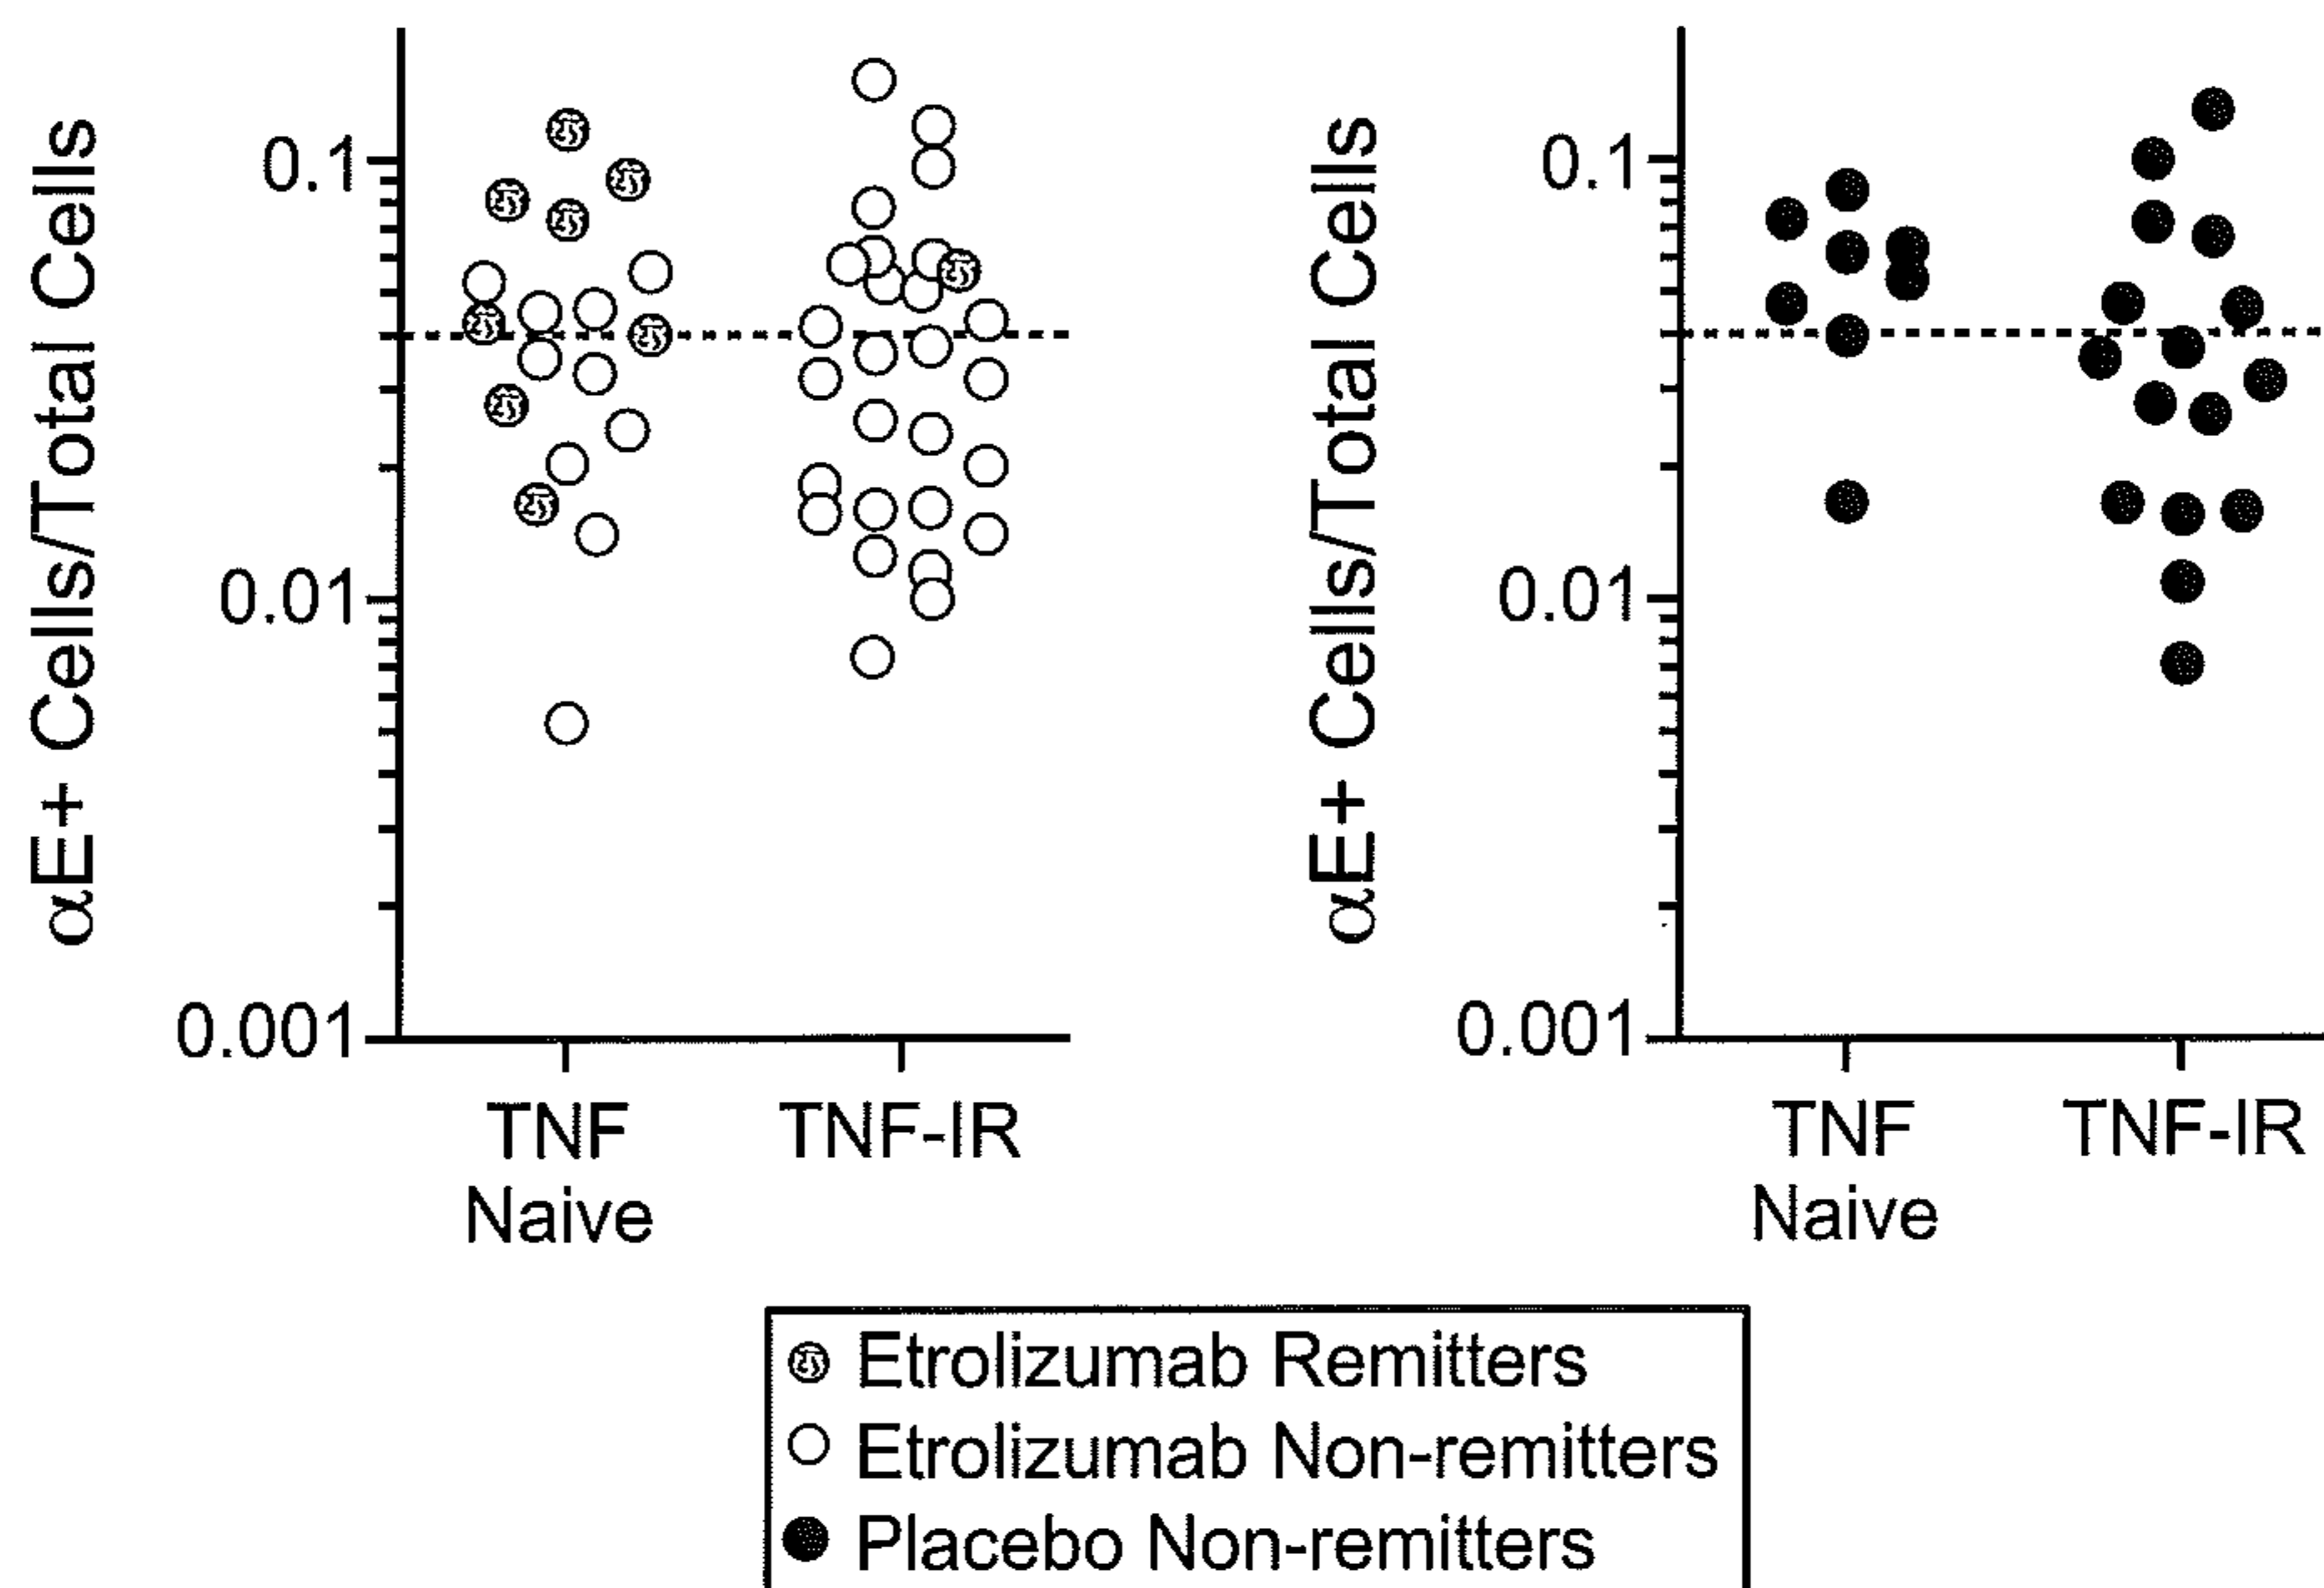 αE+ Cells/Total Cells
0.1
0.01
0.001
TNF
Naive
TNF-IR
αE+ Cells/Total Cells
0.1
0.01
0.001
TNF
Naive
TNF-IR
Etrolizumab Remitters
Etrolizumab Non-remitters
Placebo Non-remitters